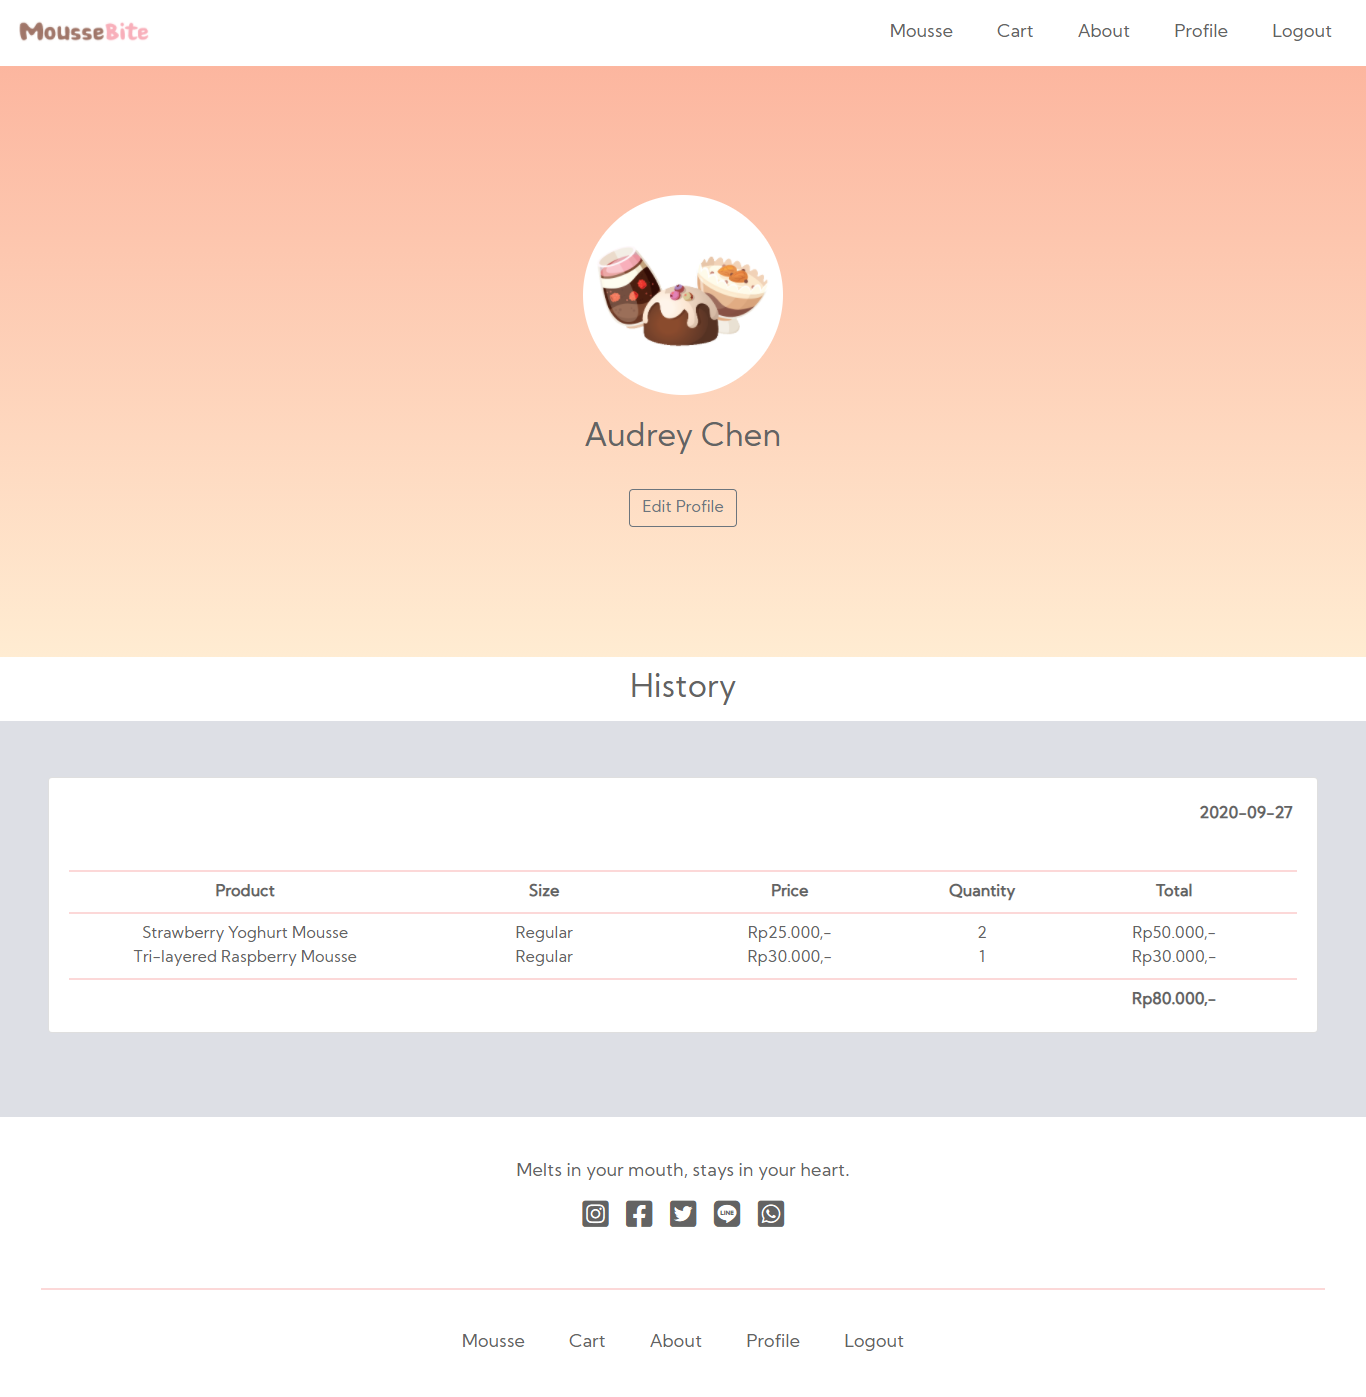 MousseBite Mousse Cart About Profile Logout
Audrey Chen
Edit Profile
History
2020-09-27
Product Size Price Quantity Total
Strawberry Yoghurt Mousse Regular Rp25.000,- 2 Rp50.000,-
Tri-layered Raspberry Mousse Regular Rp30.000,- 1 Rp30.000,-
Rp80.000,-
Melts in your mouth, stays in your heart.
LINE
Mousse Cart About Profile Logout